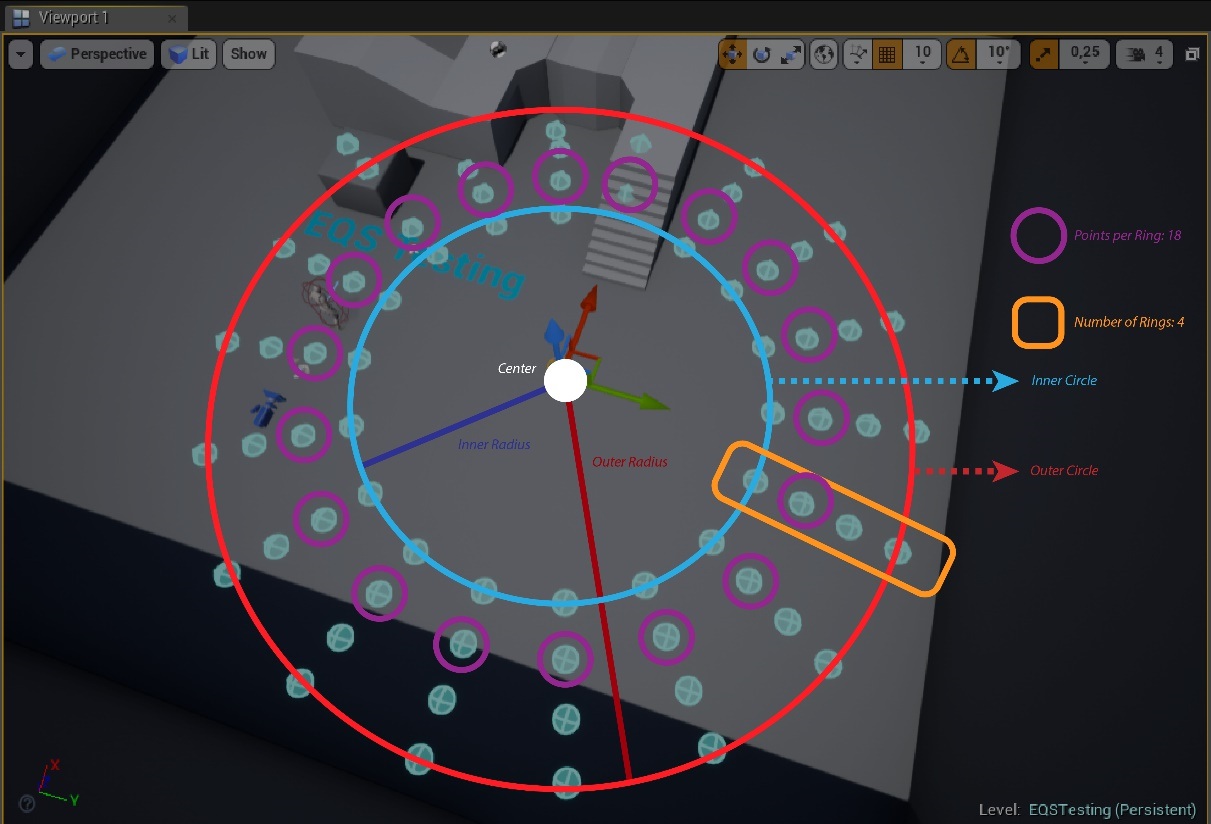 Viewport 1
Perspective
Lit
Show
10
10°
0,25
4
EQS Testing
Points per Ring: 18
Number of Rings: 4
Center
Inner Circle
Inner Radius
Outer Radius
Outer Circle
X
Y
?
Level: EQSTesting (Persistent)